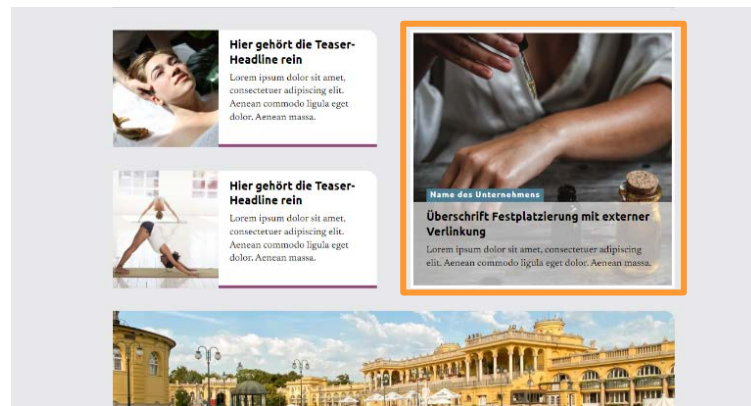 Hier gehört die Teaser-
Headline rein
Lorem ipsum dolor sit amet,
consectetuer adipiscing elit.
Aenean commodo ligula eget
dolor. Aenean massa.
Hier gehört die Teaser-
Headline rein
Lorem ipsum dolor sit amet,
consectetuer adipiscing elit.
Aenean commodo ligula eget
dolor. Aenean massa.
Name des Unternehmens
Überschrift Festplatzierung mit externer
Verlinkung
Lorem ipsum dolor sit amet, consectetuer adipiscing
elit. Aenean commodo ligula eget dolor. Aenean massa.